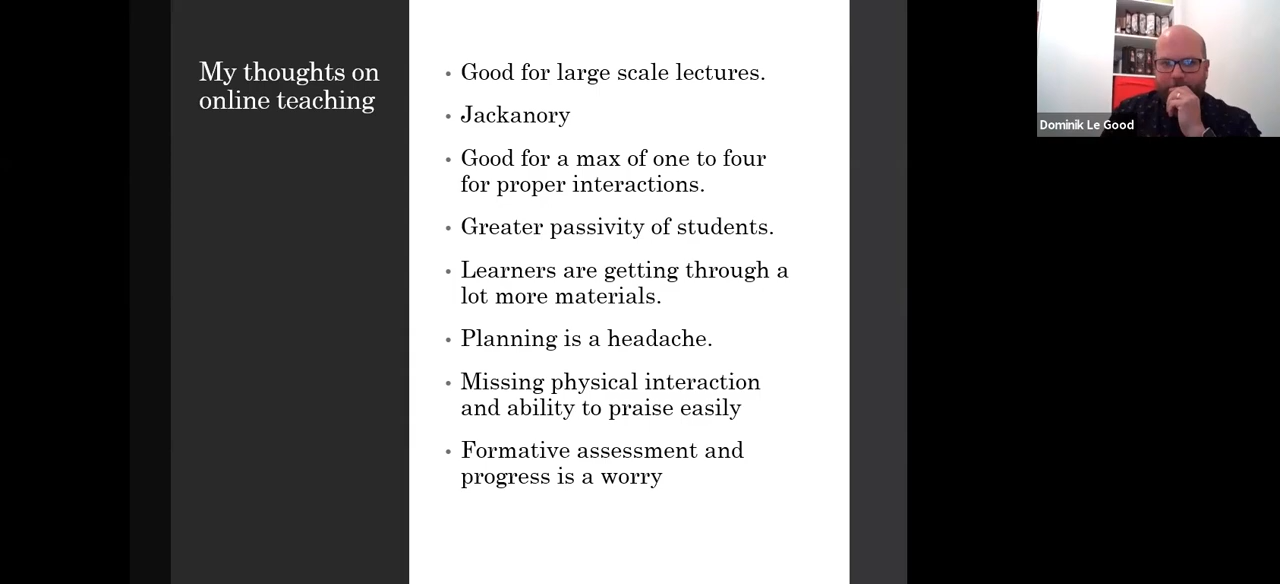 My thoughts on
online teaching
• Good for large scale lectures.
• Jackanory
• Good for a max of one to four
for proper interactions.
• Greater passivity of students.
• Learners are getting through a
lot more materials.
• Planning is a headache.
• Missing physical interaction
and ability to praise easily
• Formative assessment and
progress is a worry
Dominik Le Good